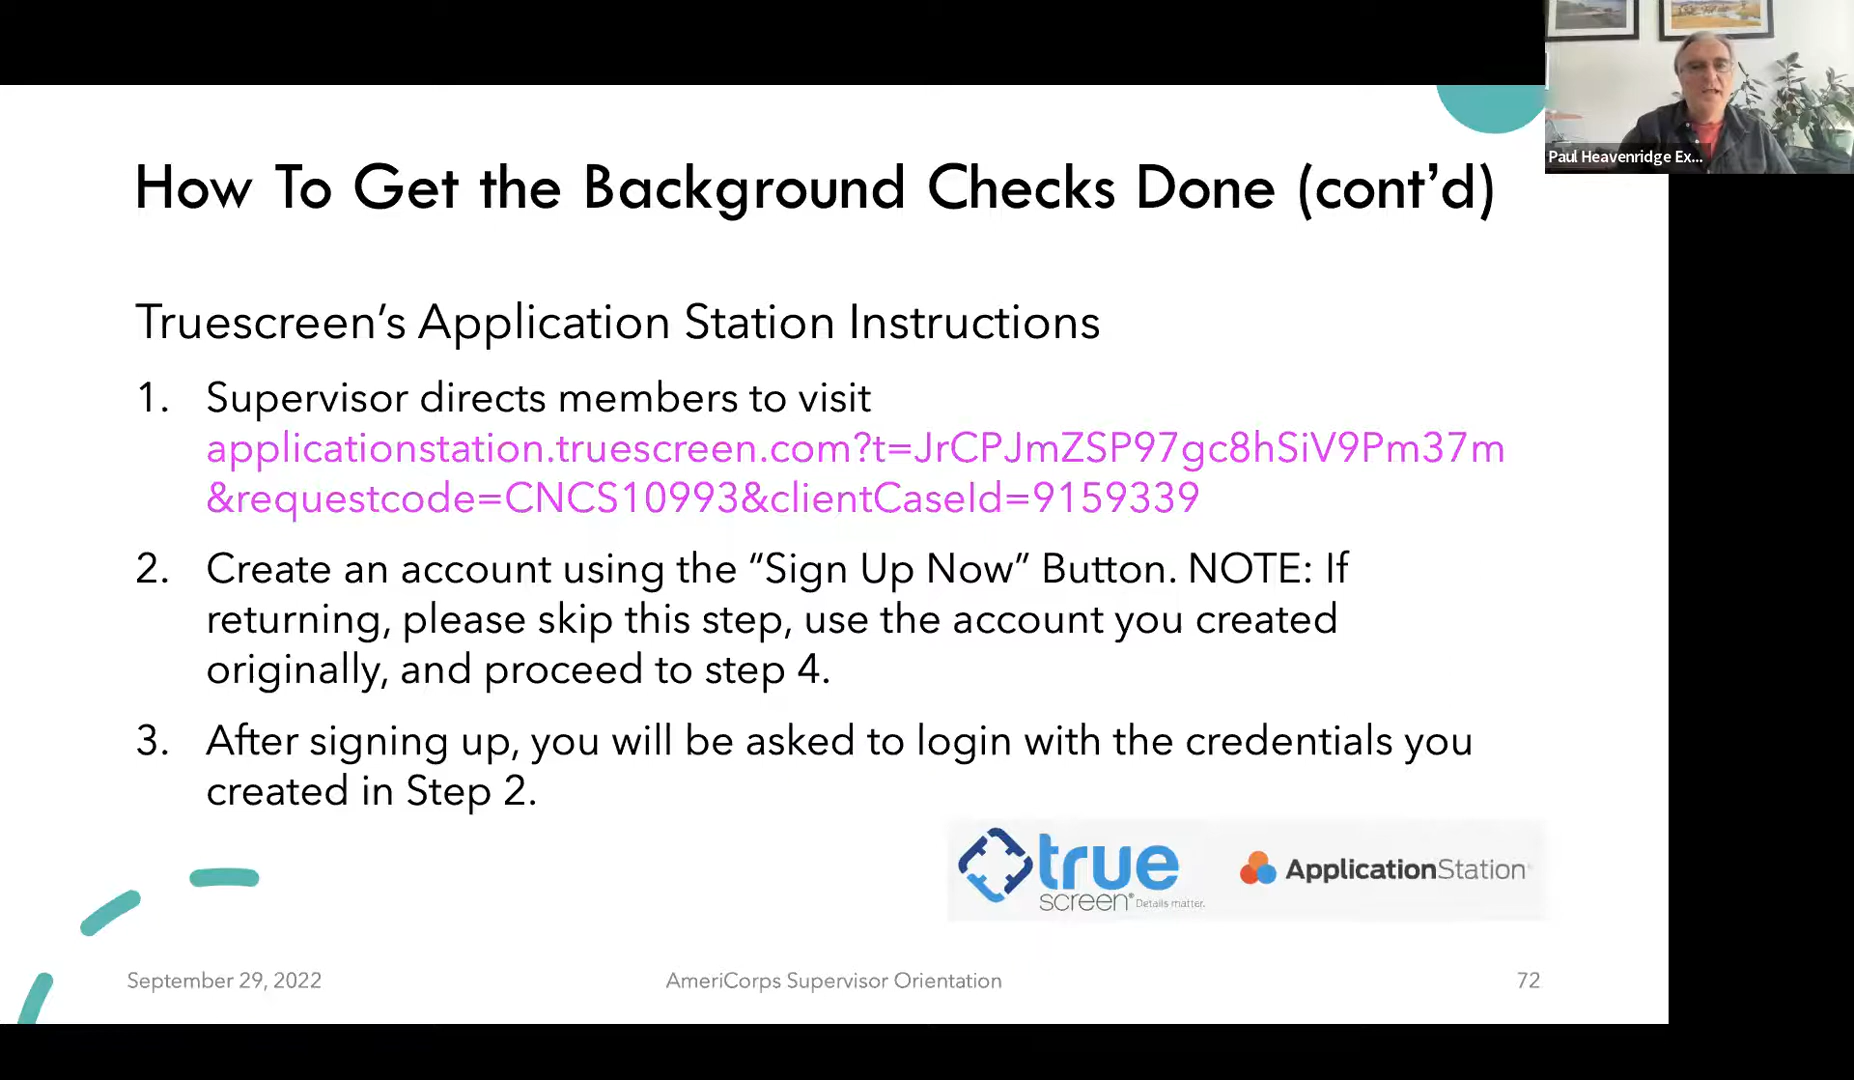 Paul Heavenridge Ex...
How To Get the Background Checks Done (cont’d)
Truescreen’s Application Station Instructions
1. Supervisor directs members to visit
applicationstation.truescreen.com?t=JrCPJmZSP97gc8hSiV9Pm37m
&requestcode=CNCS10993&clientCaseId=9159339
2. Create an account using the “Sign Up Now” Button. NOTE: If
returning, please skip this step, use the account you created
originally, and proceed to step 4.
3. After signing up, you will be asked to login with the credentials you
created in Step 2.
true
screen® Details matter.
ApplicationStation
September 29, 2022
AmeriCorps Supervisor Orientation
72